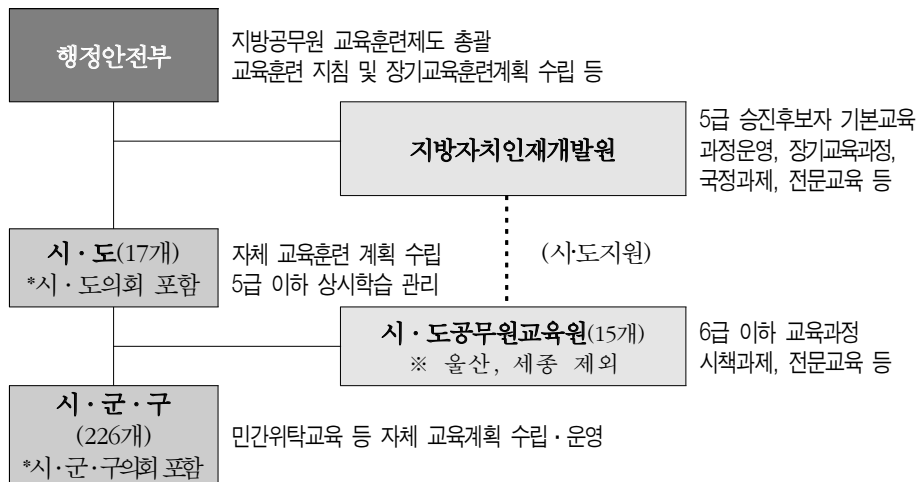 행정안전부
지방공무원 교육훈련제도 총괄
교육훈련 지침 및 장기교육훈련계획 수립 등
지방자치인재개발원
5급 승진후보자 기본교육
과정운영, 장기교육과정,
국정과제, 전문교육 등
시・도(17개)
*시・도의회 포함
자체 교육훈련 계획 수립
5급 이하 상시학습 관리
(시・도지원)
시・도공무원교육원(15개)
※ 울산, 세종 제외
6급 이하 교육과정
시책과제, 전문교육 등
시・군・구
(226개)
*시・군・구의회 포함
민간위탁교육 등 자체 교육계획 수립・운영